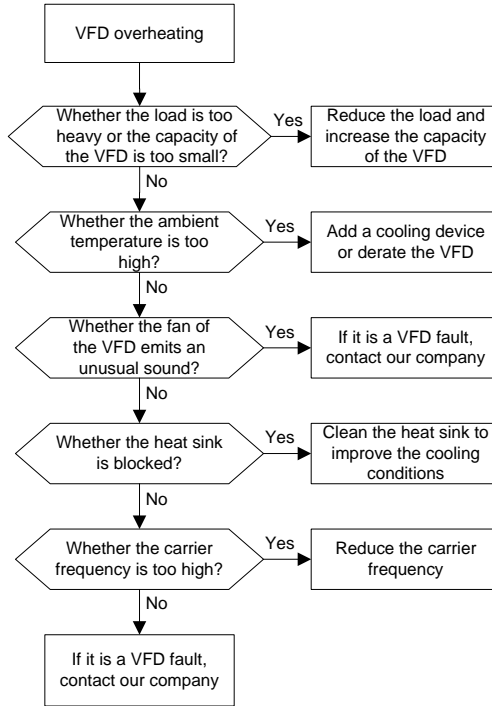 VFD overheating
Whether the load is too
heavy or the capacity of
the VFD is too small?
Yes
Reduce the load and
increase the capacity
of the VFD
No
Whether the ambient
temperature is too
high?
Yes
Add a cooling device
or derate the VFD
No
Whether the fan of
the VFD emits an
unusual sound?
Yes
If it is a VFD fault,
contact our company
No
Whether the heat sink
is blocked?
Yes
Clean the heat sink to
improve the cooling
conditions
No
Whether the carrier
frequency is too high?
Yes
Reduce the carrier
frequency
No
If it is a VFD fault,
contact our company